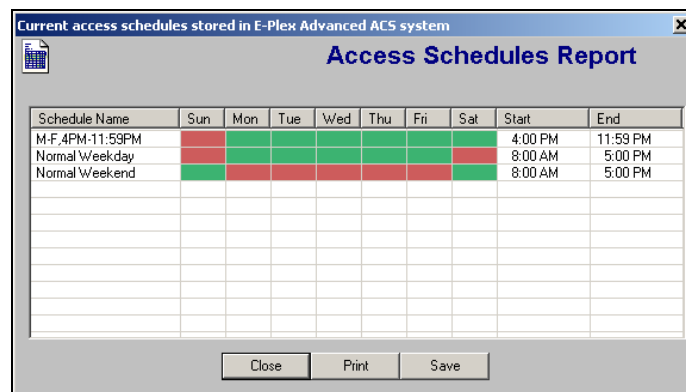 Current access schedules stored in E-Plex Advanced ACS system
Access Schedules Report
Schedule Name Sun Mon Tue Wed Thu Fri Sat Start End
M-F,4PM-11:59PM 4:00 PM 11:59 PM
Normal Weekday 8:00 AM 5:00 PM
Normal Weekend 8:00 AM 5:00 PM
Close Print Save